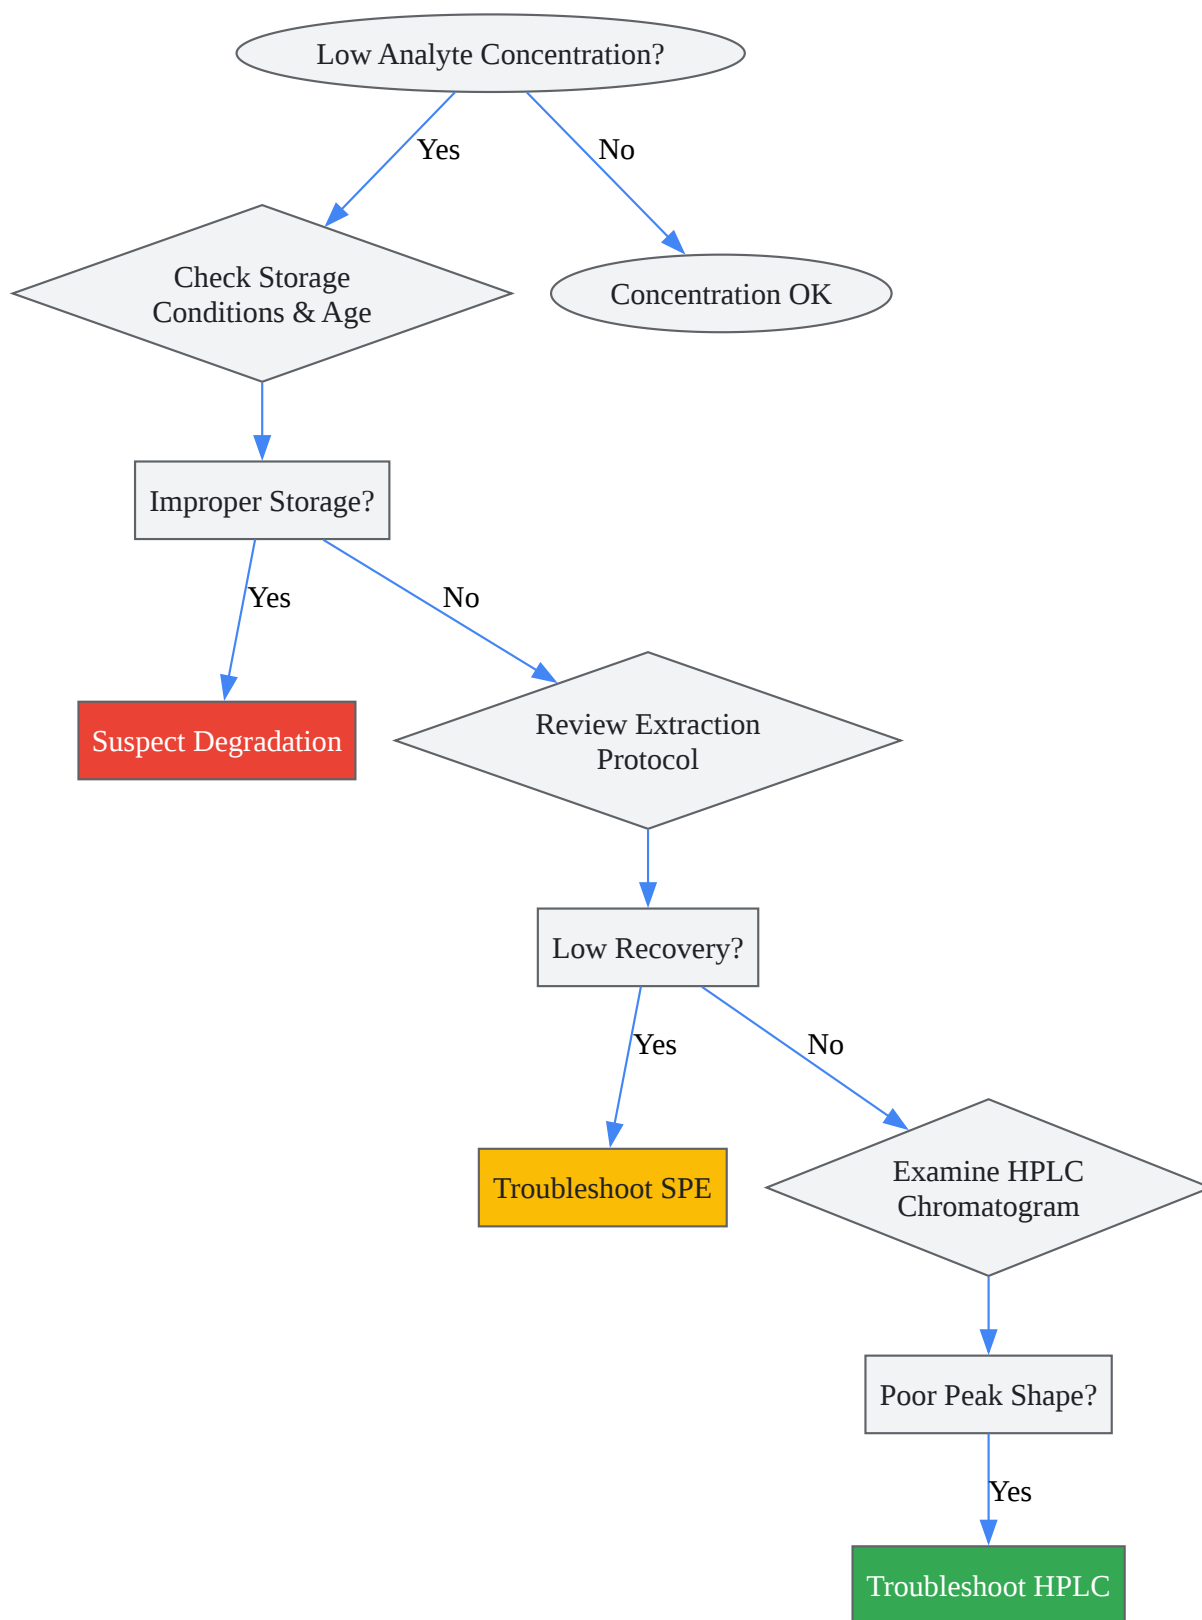 Low Analyte Concentration?
Yes
No
Check Storage
Conditions & Age
Concentration OK
Improper Storage?
Yes
No
Suspect Degradation
Review Extraction
Protocol
Low Recovery?
Yes
No
Troubleshoot SPE
Examine HPLC
Chromatogram
Poor Peak Shape?
Yes
Troubleshoot HPLC